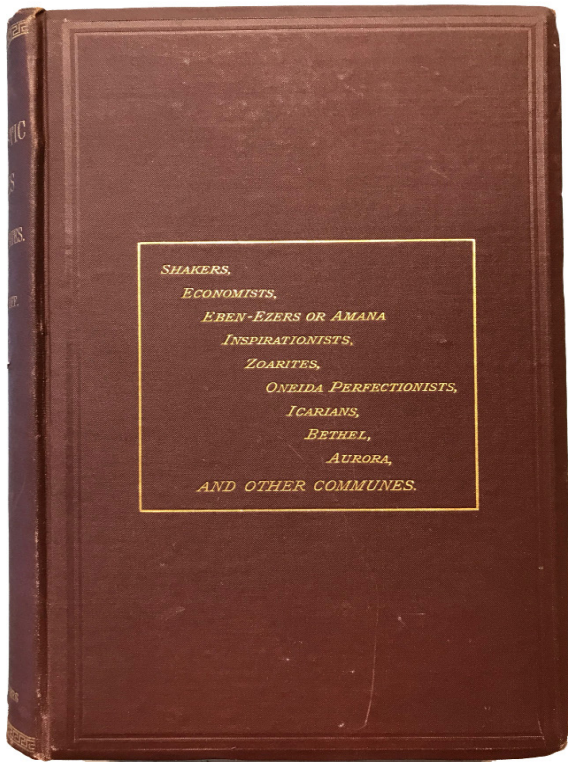 SHAKERS,
ECONOMISTS,
EBEN-EZERS OR AMANA
INSPIRATIONISTS,
ZOARITES,
ONEIDA PERFECTIONISTS,
ICARIANS,
BETHEL,
AURORA,
AND OTHER COMMUNES.